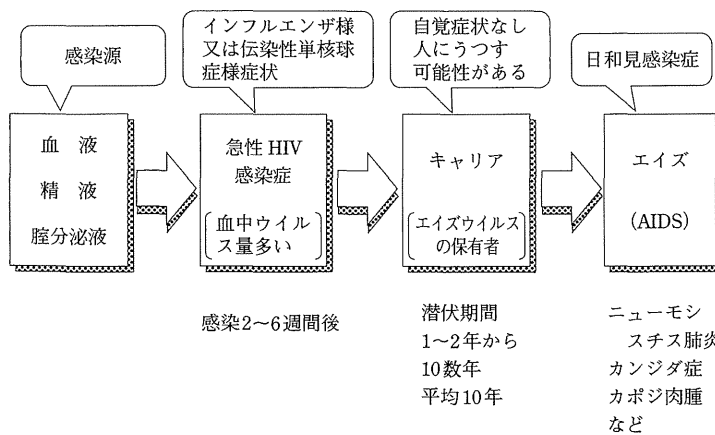 感染源
血　液
精　液
腟分泌液
インフルエンザ様
又は伝染性単核球
症様症状
急性 HIV
感染症
〔血中ウイル
ス量多い〕
感染2〜6週間後
自覚症状なし
人にうつす
可能性がある
キャリア
〔エイズウイルス
の保有者〕
潜伏期間
1〜2年から
10数年
平均10年
日和見感染症
エイズ
(AIDS)
ニューモシ
スチス肺炎
カンジダ症
カポジ肉腫
など